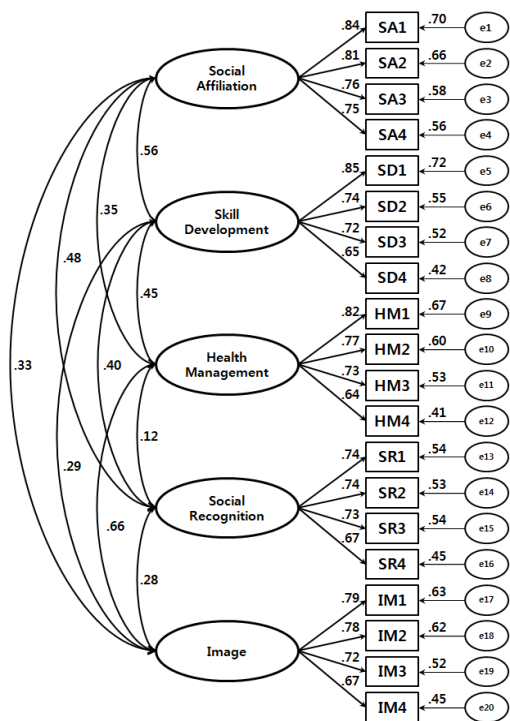 .84
SA1
.70
e1
.81
SA2
.66
e2
Social
Affiliation
.76
SA3
.58
e3
.75
SA4
.56
e4
.56
.85
SD1
.72
e5
.74
SD2
.55
e6
.35
Skill
Development
.72
SD3
.52
e7
.48
.65
SD4
.42
e8
.45
.82
HM1
.67
e9
.77
HM2
.60
e10
.33
.40
Health
Management
.73
HM3
.53
e11
.64
HM4
.41
e12
.12
.74
SR1
.54
e13
.29
.74
SR2
.53
e14
Social
Recognition
.66
.73
SR3
.54
e15
.67
SR4
.45
e16
.28
.79
IM1
.63
e17
.78
IM2
.62
e18
Image
.72
IM3
.52
e19
.67
IM4
.45
e20